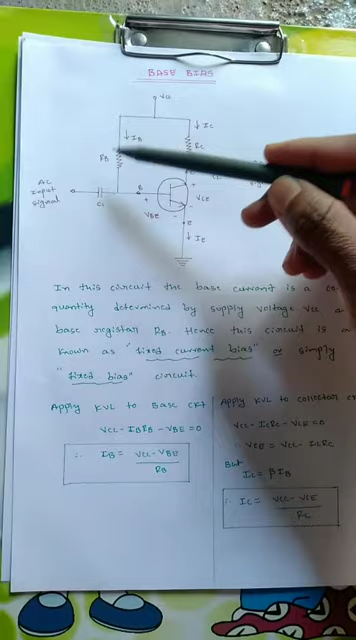 BASE BIAS
VCC
IC
IB
RC
RB
AC
input
signal
C1
B
+
+
VCE
VBE
-
-
E
IE
In this circuit the base current is a
quantity determined by supply voltage Vcc
base registan RB. Hence this circuit is
known as "fixed current bias" or simply
"fixed bias" circuit.
Apply KVL to Base CKT
VCC-IBIB-VBE=0
∴ IB = VCC-VBE
RB
Apply KVL to colletar
VCC-ICRC-VCE=0
∴ VCE = VCC-ICRC
But
IC=βIB
∴ IC = VCC-VCE
RC